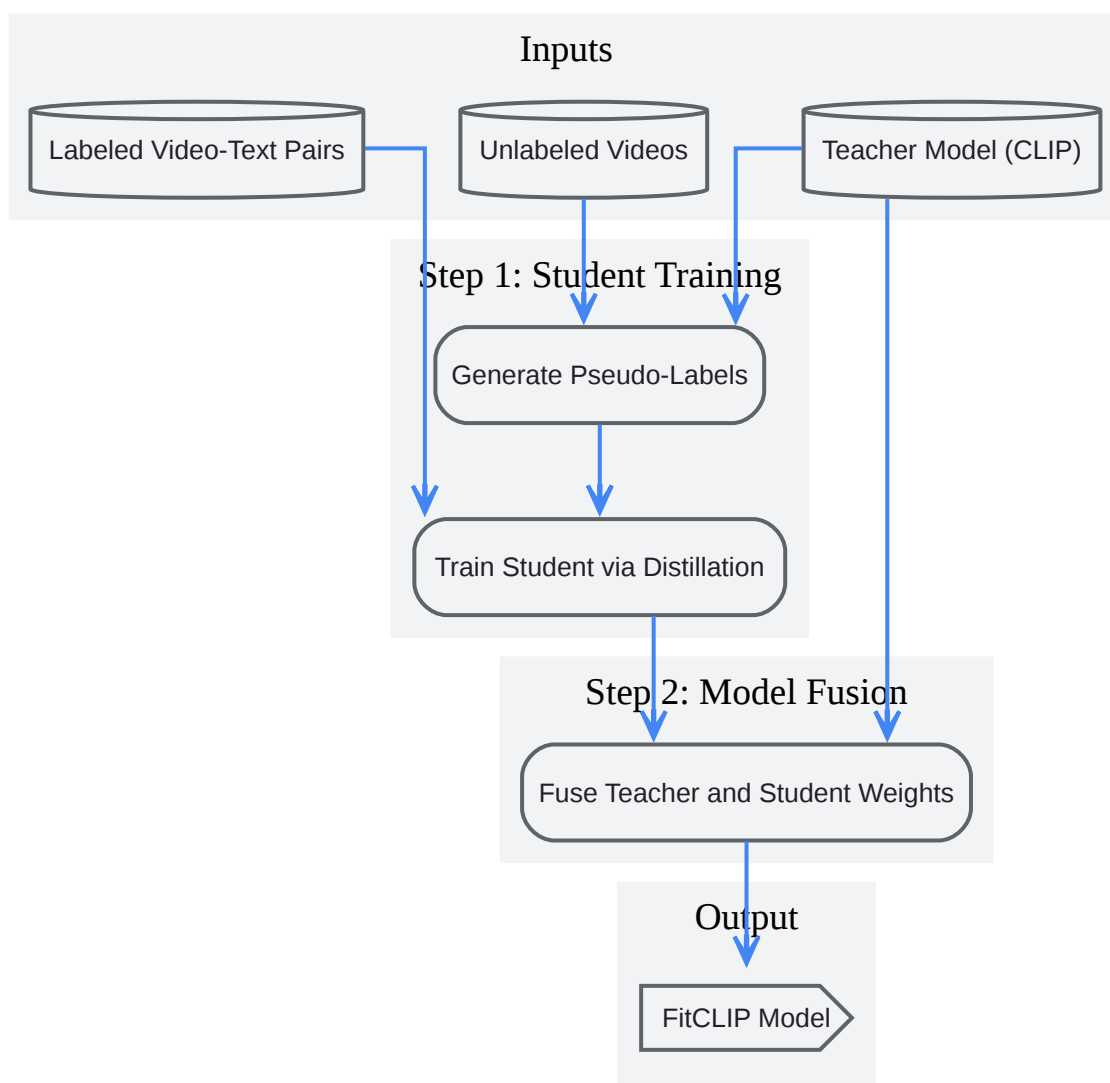 Inputs
Labeled Video-Text Pairs
Unlabeled Videos
Teacher Model (CLIP)
Step 1: Student Training
Generate Pseudo-Labels
Train Student via Distillation
Step 2: Model Fusion
Fuse Teacher and Student Weights
Output
FitCLIP Model